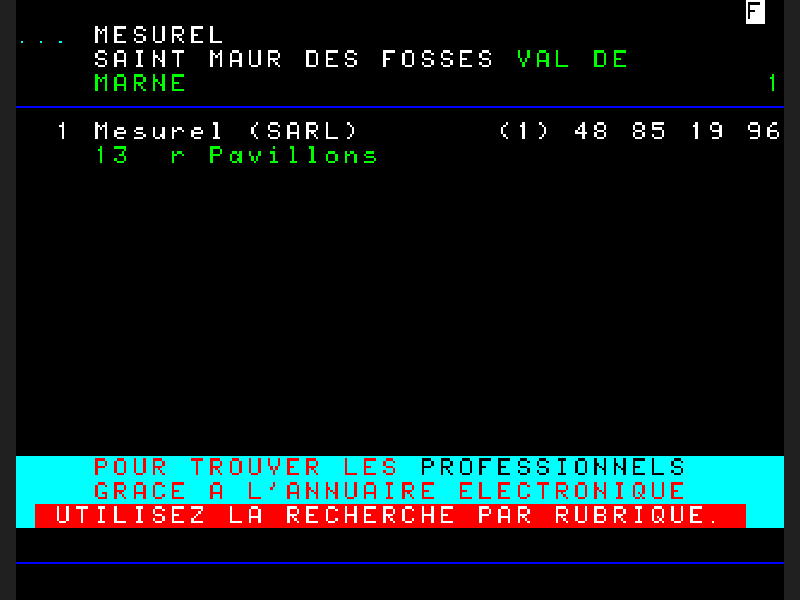 F
... MESUREL
SAINT MAUR DES FOSSES VAL DE
MARNE 1
1 Mesurel (SARL) (1) 48 85 19 96
13 r Pavillons
POUR TROUVER LES PROFESSIONNELS
GRACE A L'ANNUAIRE ELECTRONIQUE
UTILISEZ LA RECHERCHE PAR RUBRIQUE.